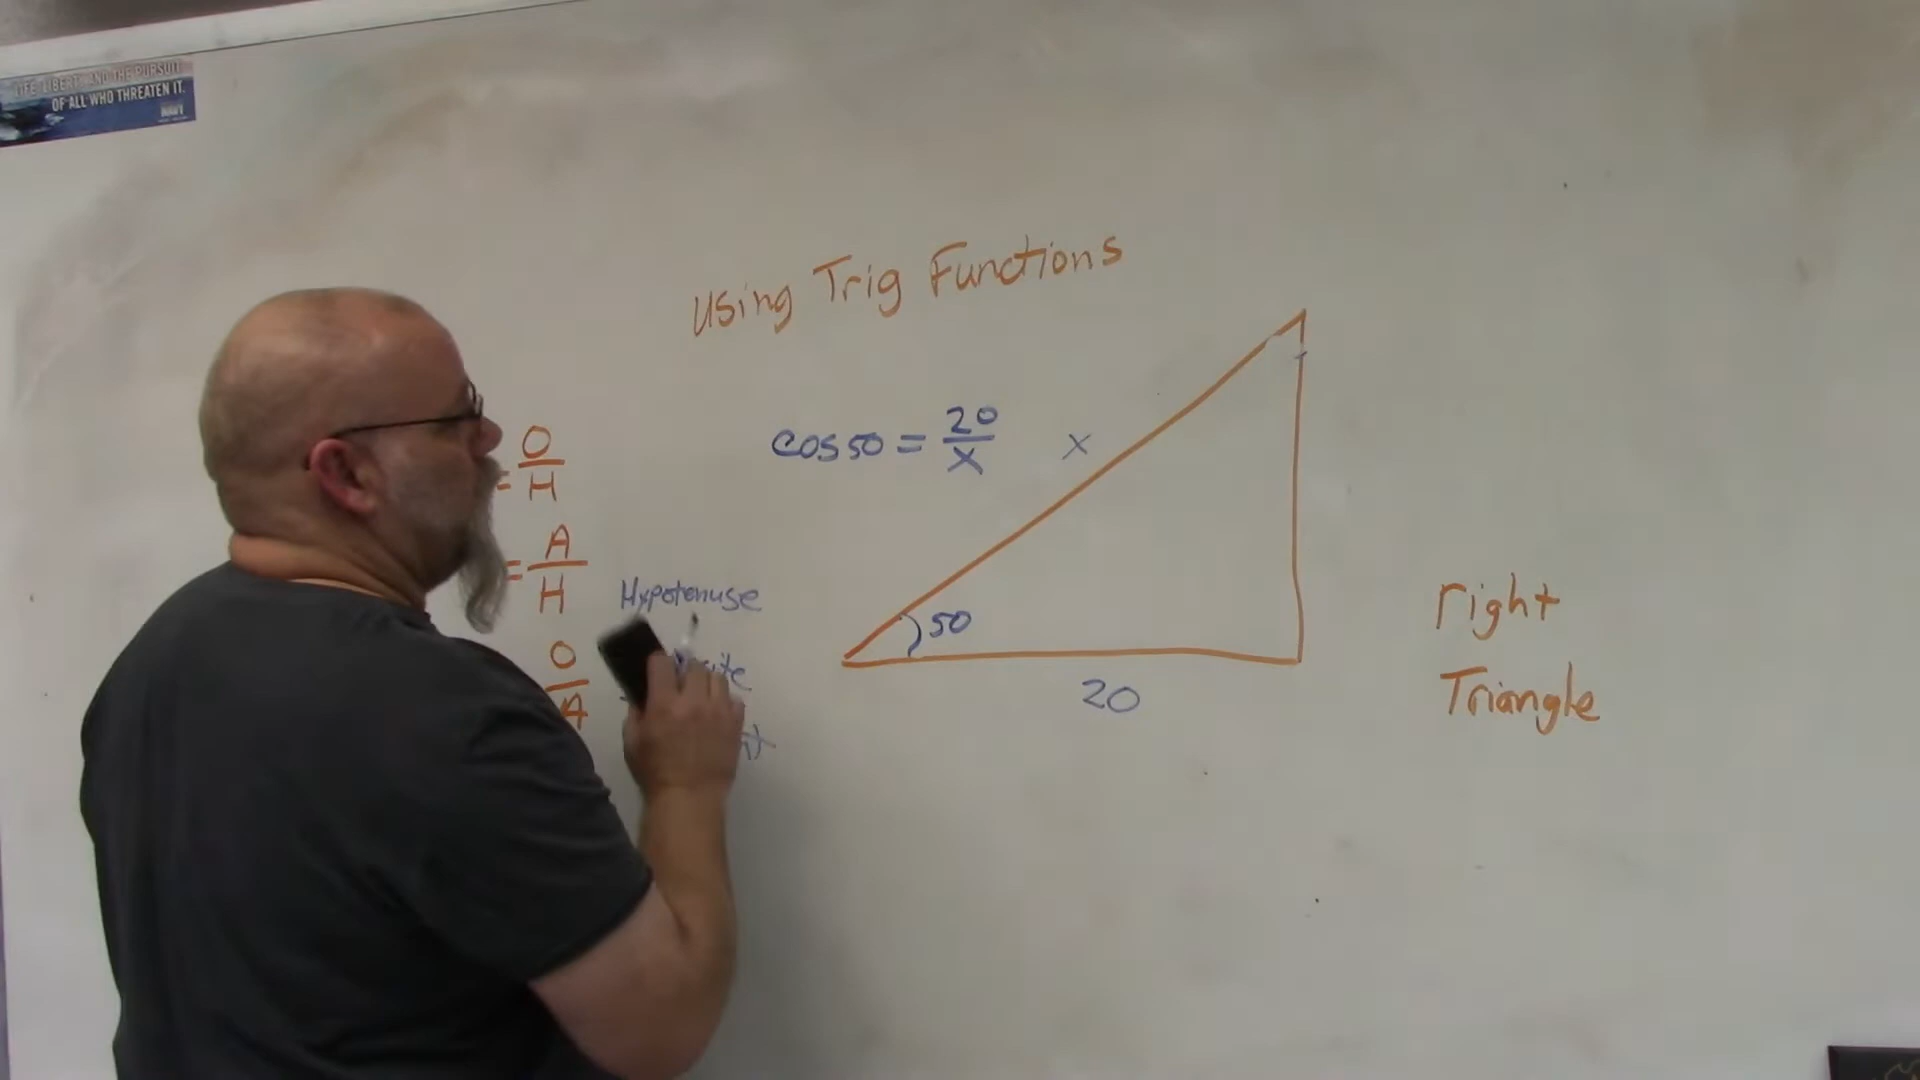 LIFE, LIBERTY AND THE PURSUIT
OF ALL WHO THREATEN IT.
NAVY
Using Trig Functions
= O/H
= A/H
O/A
cos 50 = 20/x
x
Hypotenuse
50
20
right
Triangle